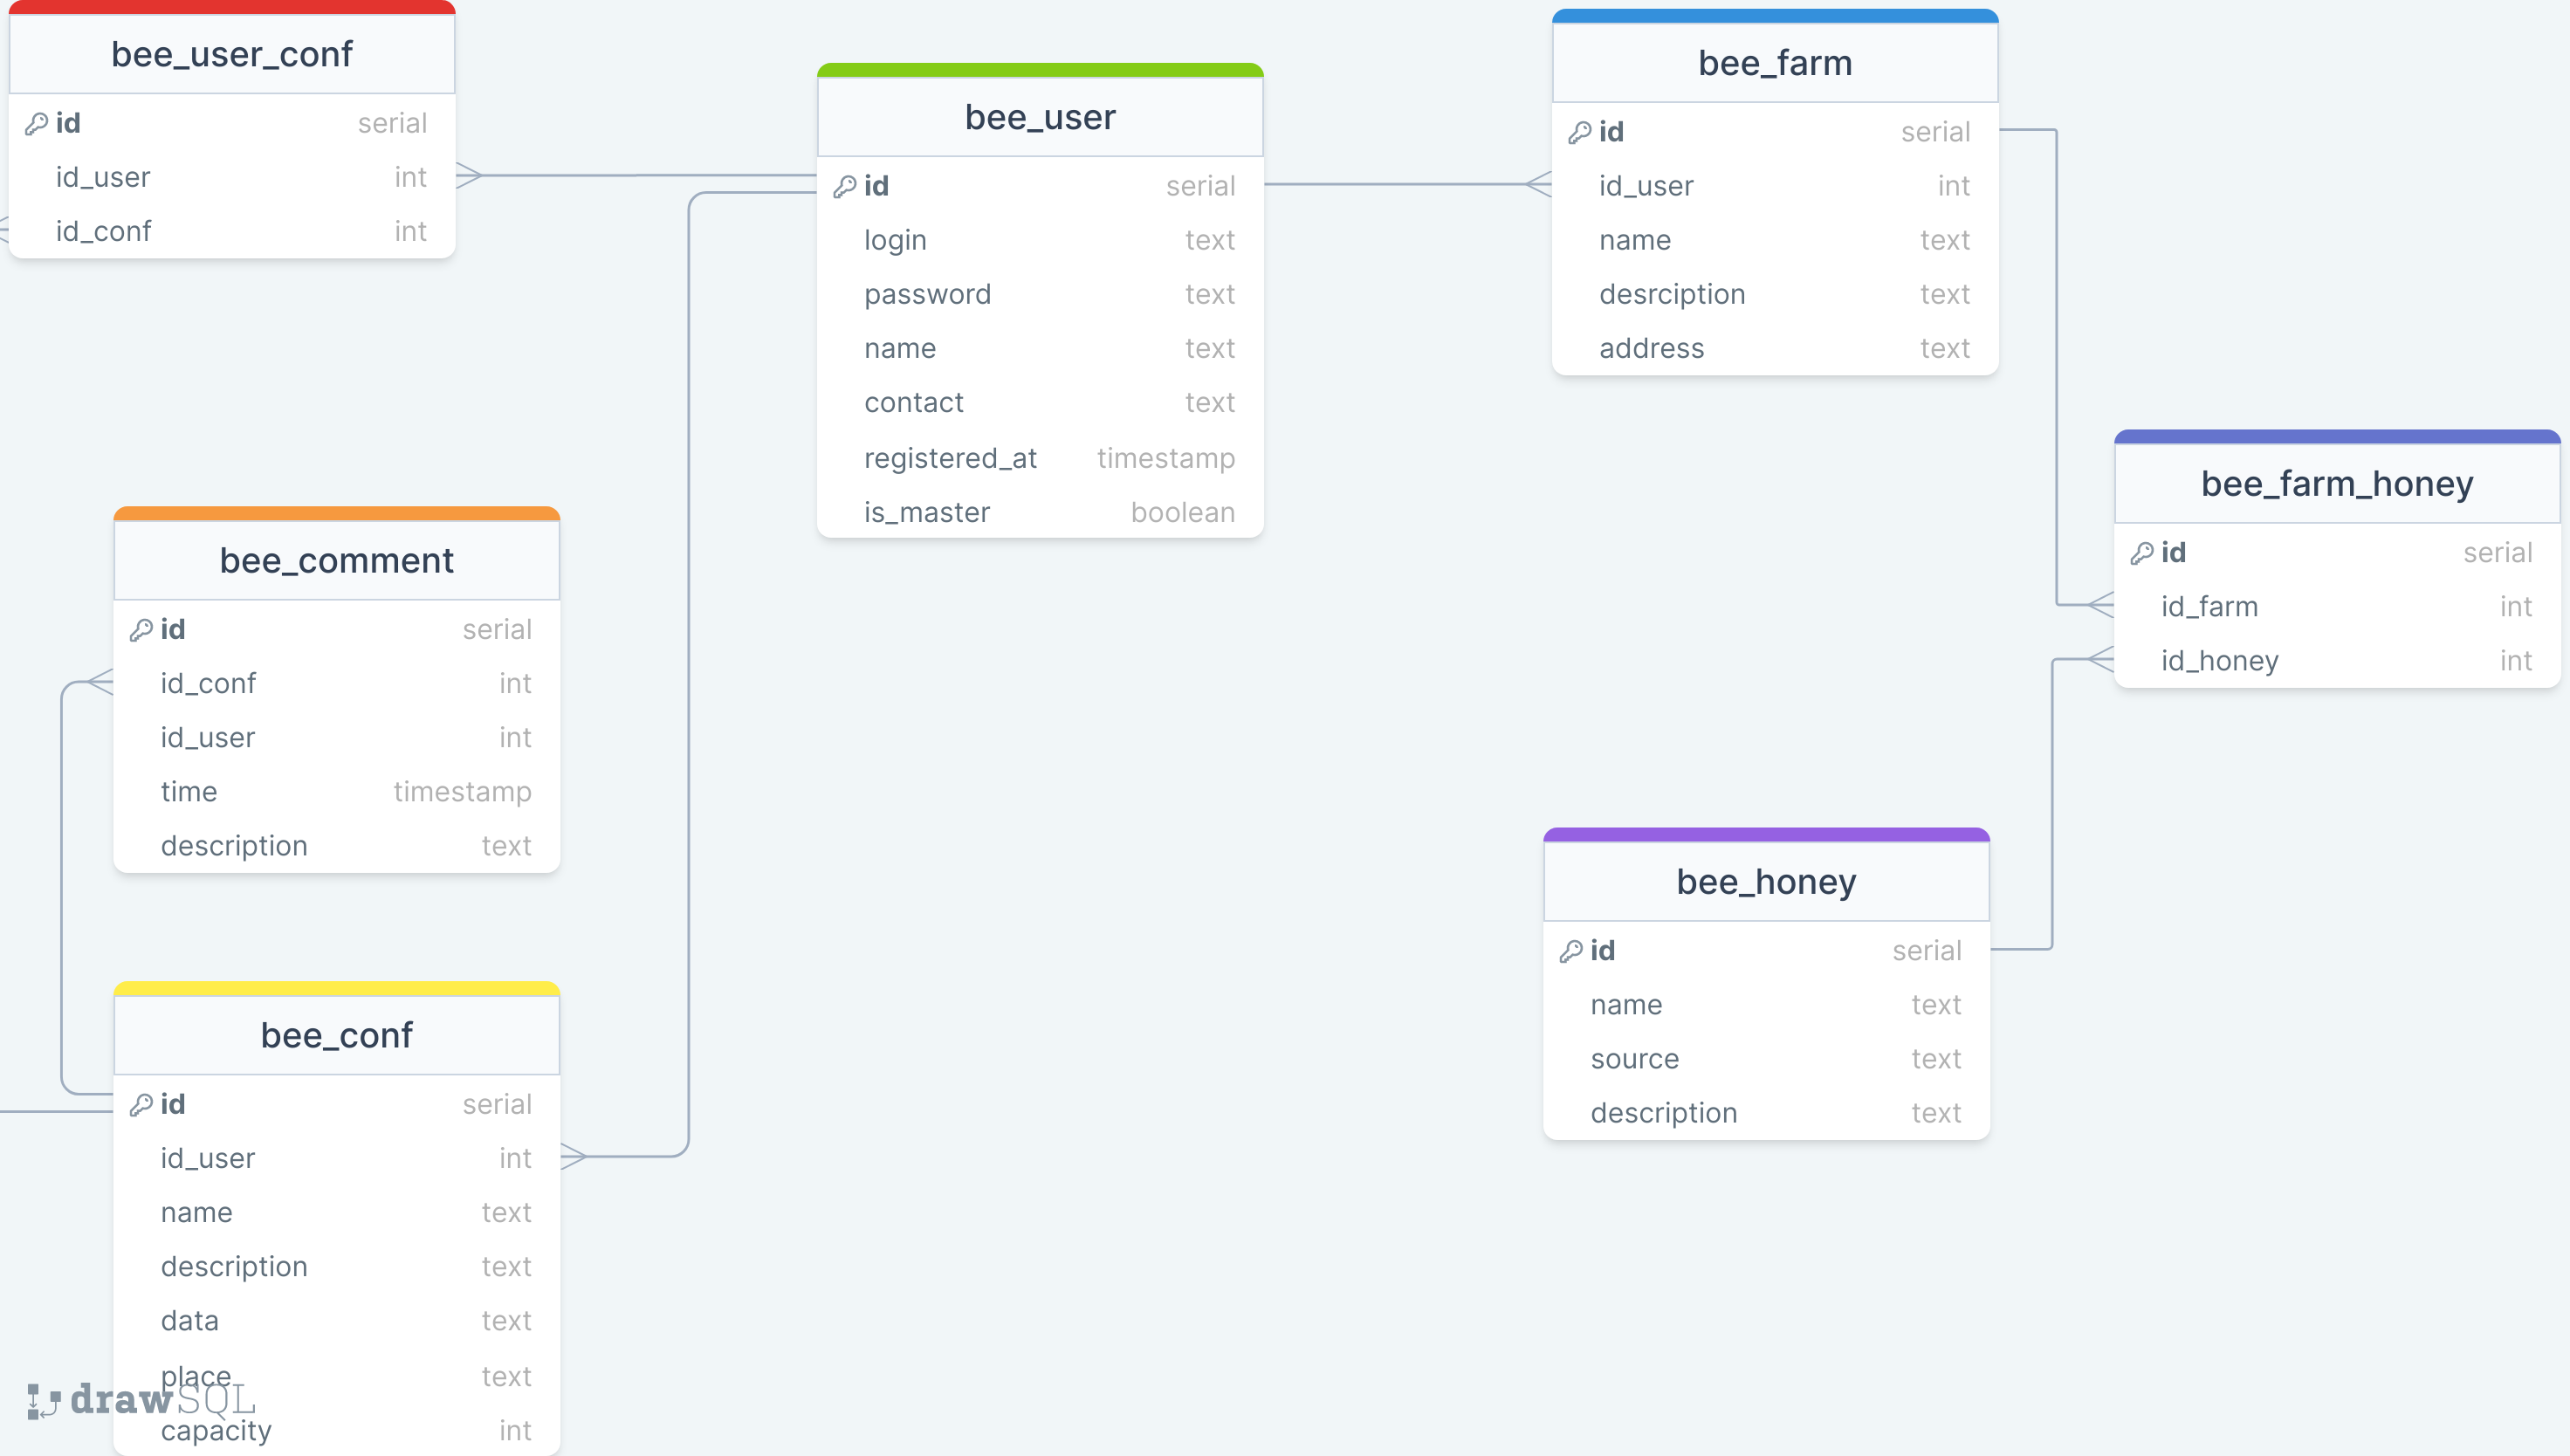 bee_user_conf
id serial
id_user int
id_conf int
bee_user
id serial
login text
password text
name text
contact text
registered_at timestamp
is_master boolean
bee_farm
id serial
id_user int
name text
desrciption text
address text
bee_farm_honey
id serial
id_farm int
id_honey int
bee_comment
id serial
id_conf int
id_user int
time timestamp
description text
bee_conf
id serial
id_user int
name text
description text
data text
place text
capacity int
bee_honey
id serial
name text
source text
description text
drawSQL